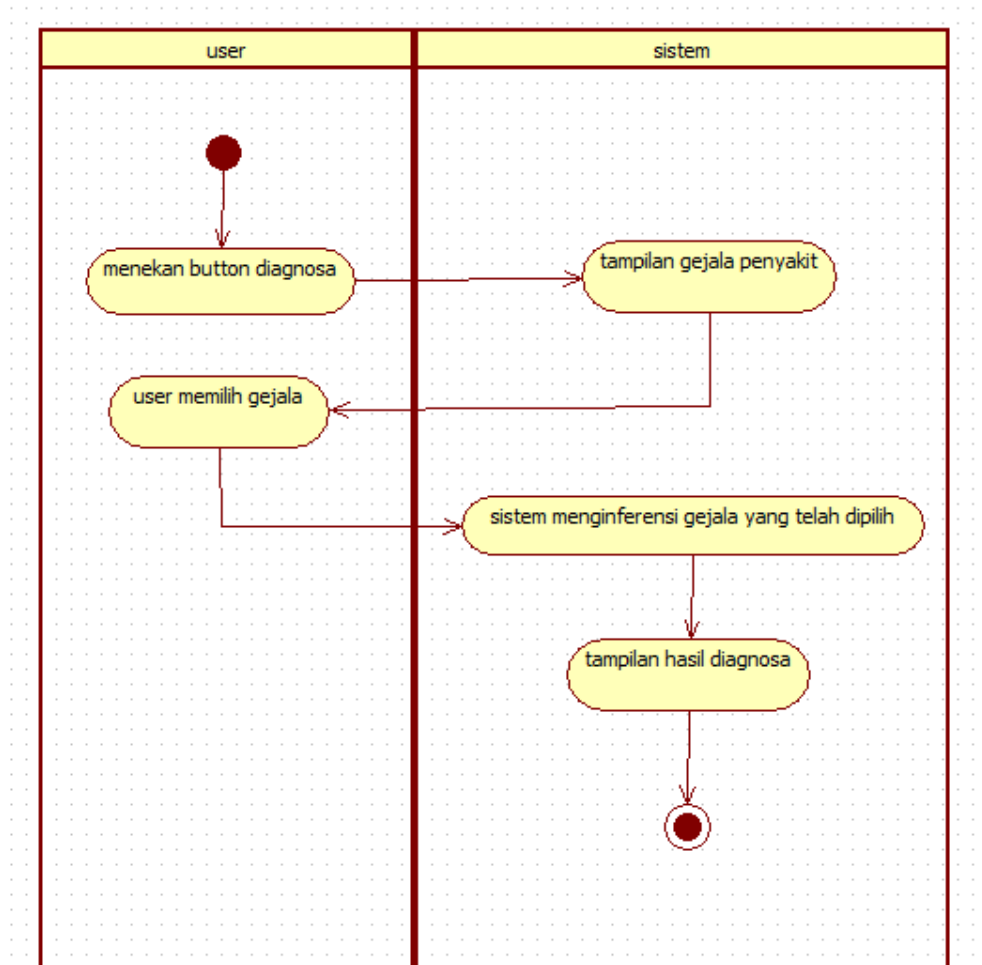 user
sistem
menekan button diagnosa
tampilan gejala penyakit
user memilih gejala
sistem menginferensi gejala yang telah dipilih
tampilan hasil diagnosa